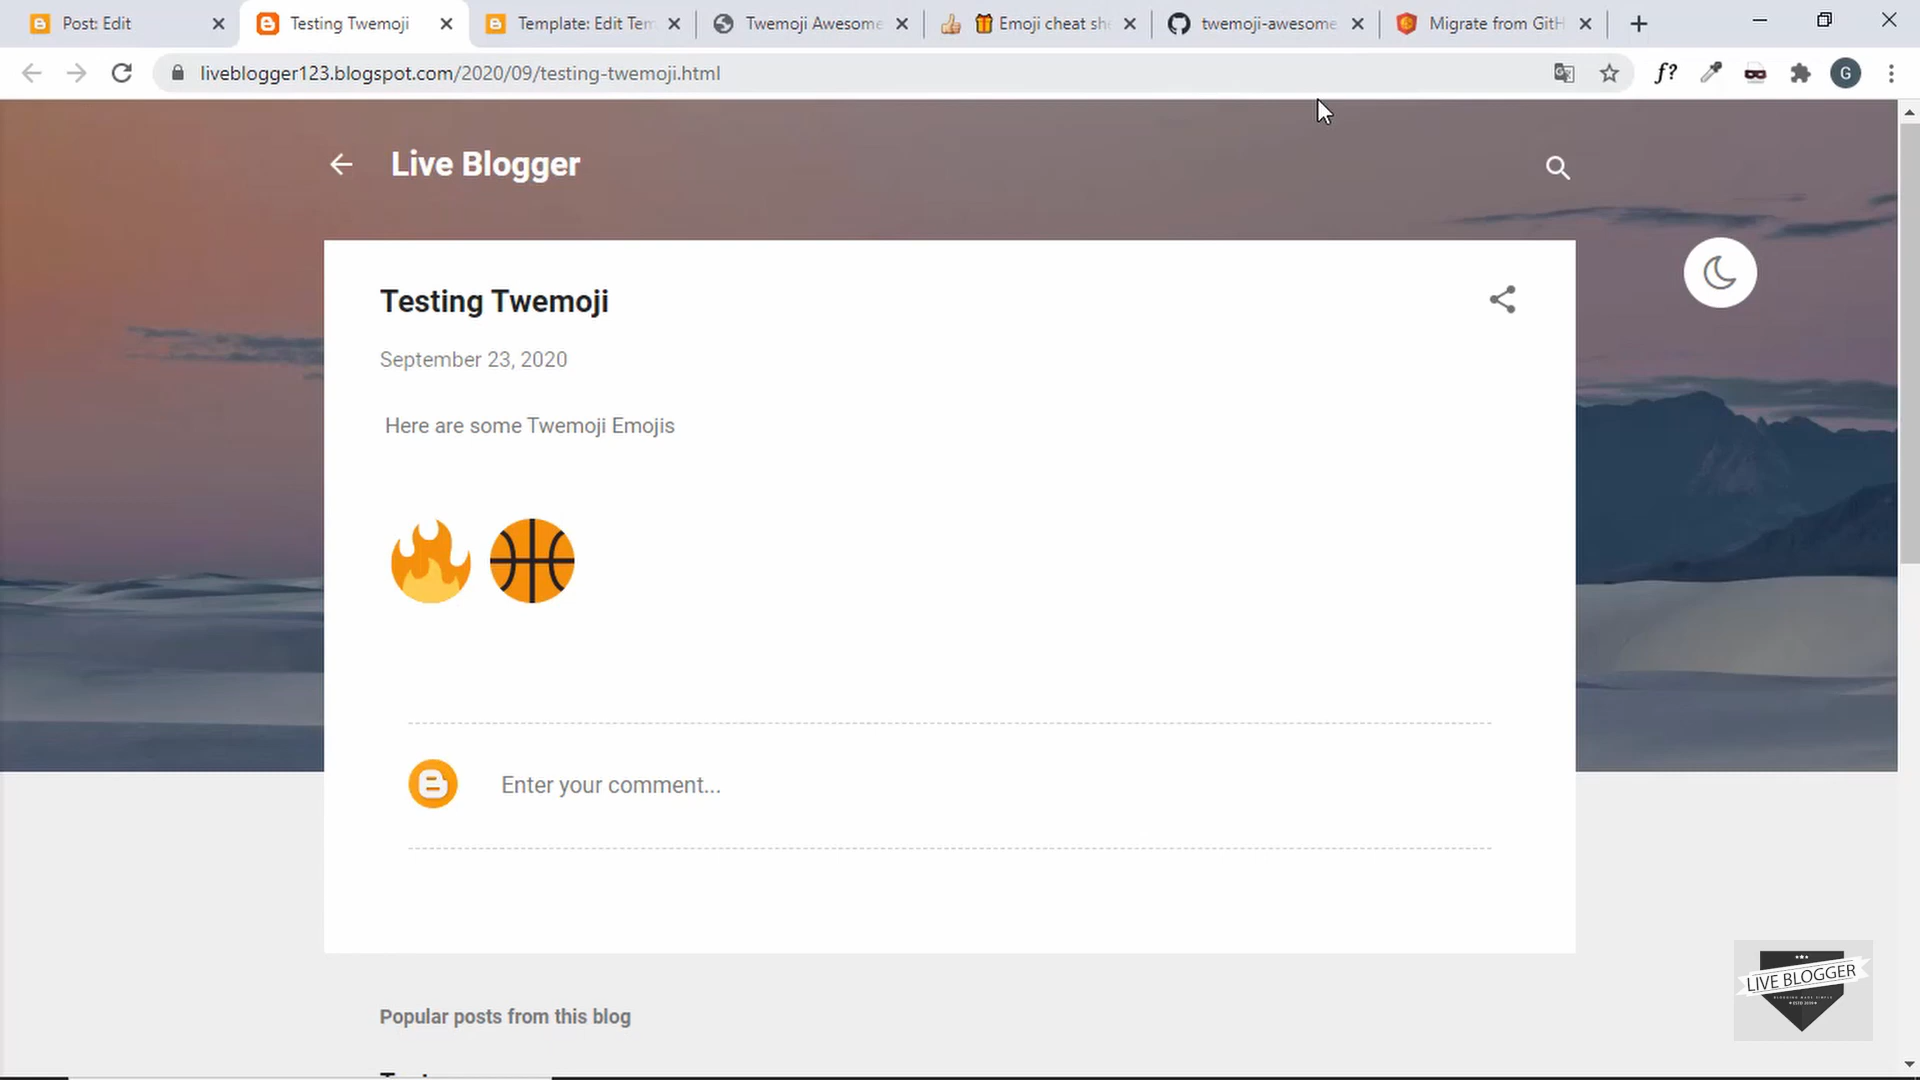 Post: Edit
Testing Twemoji
Template: Edit Tem
Twemoji Awesome
Emoji cheat she
twemoji-awesome
Migrate from GitH
liveblogger123.blogspot.com/2020/09/testing-twemoji.html
f?
G
Live Blogger
Testing Twemoji
September 23, 2020
Here are some Twemoji Emojis
Enter your comment...
LIVE BLOGGER
Popular posts from this blog